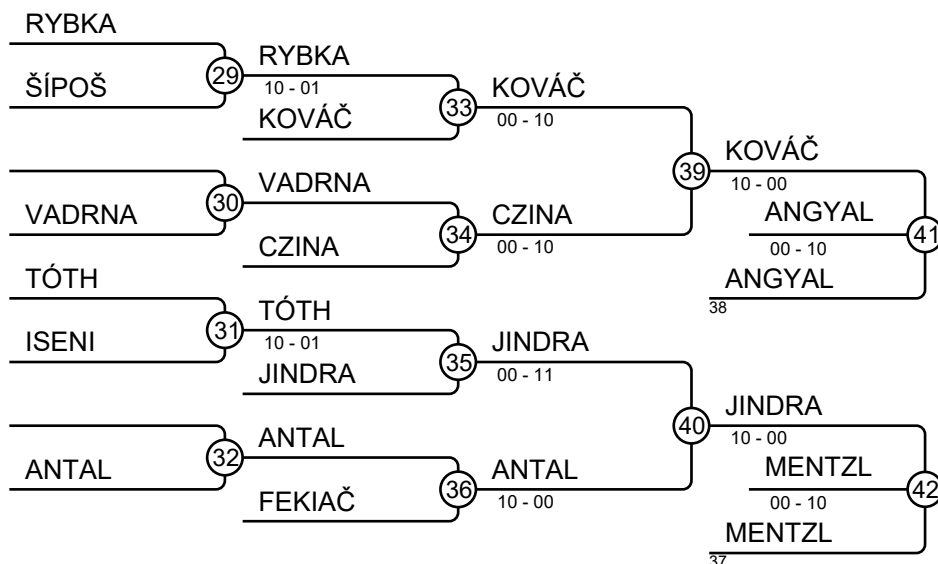 RYBKA
29
ŠÍPOŠ
RYBKA
10 - 01
33
KOVÁČ
KOVÁČ
00 - 10
30
VADRNA
VADRNA
34
CZINA
CZINA
00 - 10
39
KOVÁČ
10 - 00
ANGYAL
00 - 10
41
ANGYAL
38
TÓTH
31
ISENI
TÓTH
10 - 01
35
JINDRA
JINDRA
00 - 11
32
ANTAL
ANTAL
36
FEKIAČ
ANTAL
10 - 00
40
JINDRA
10 - 00
MENTZL
00 - 10
42
MENTZL
37